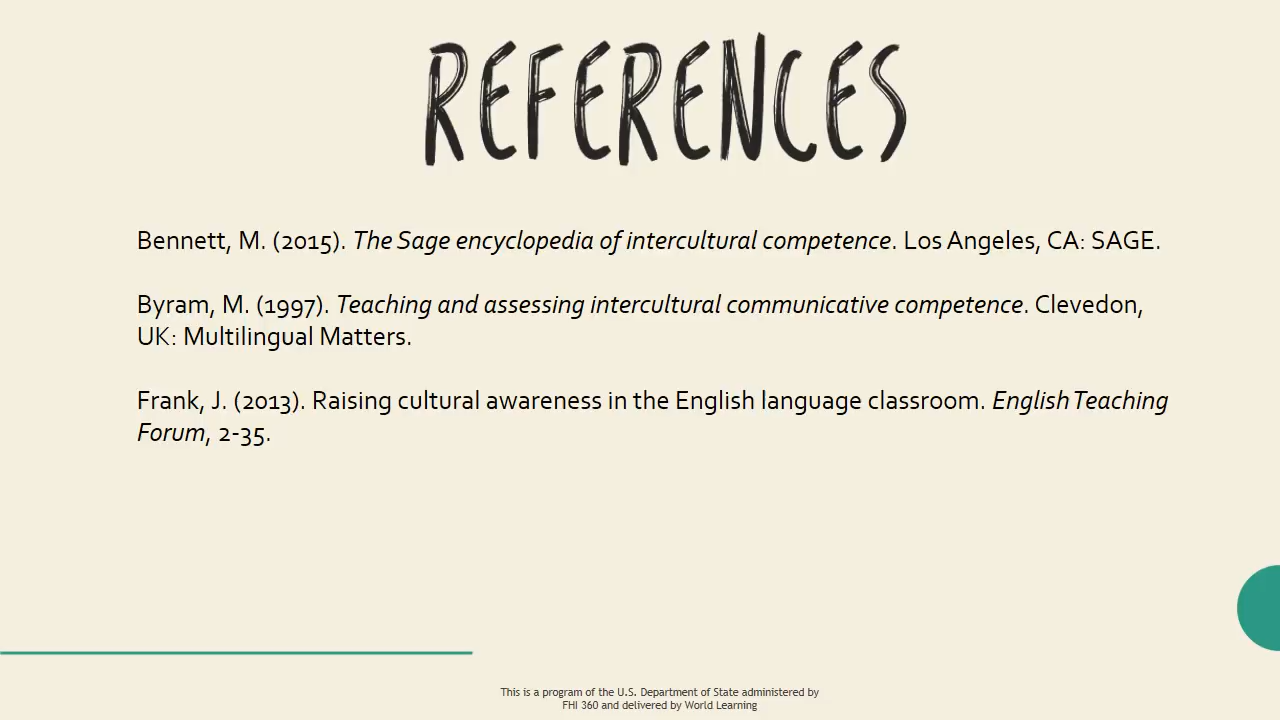 REFERENCES
Bennett, M. (2015). The Sage encyclopedia of intercultural competence. Los Angeles, CA: SAGE.
Byram, M. (1997). Teaching and assessing intercultural communicative competence. Clevedon,
UK: Multilingual Matters.
Frank, J. (2013). Raising cultural awareness in the English language classroom. English Teaching
Forum, 2-35.
This is a program of the U.S. Department of State administered by
FHI 360 and delivered by World Learning